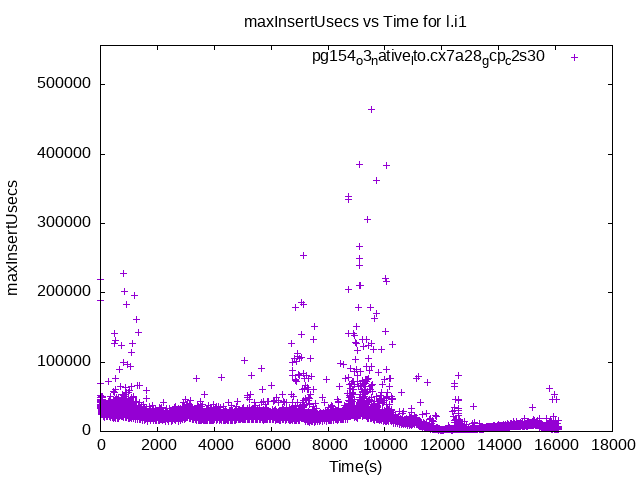 maxInsertUsecs vs Time for l.i1
pg154_o3_native_lto.cx7a28_gcp_c2s30
500000
400000
300000
200000
100000
0
maxInsertUsecs
0 2000 4000 6000 8000 10000 12000 14000 16000 18000
Time(s)